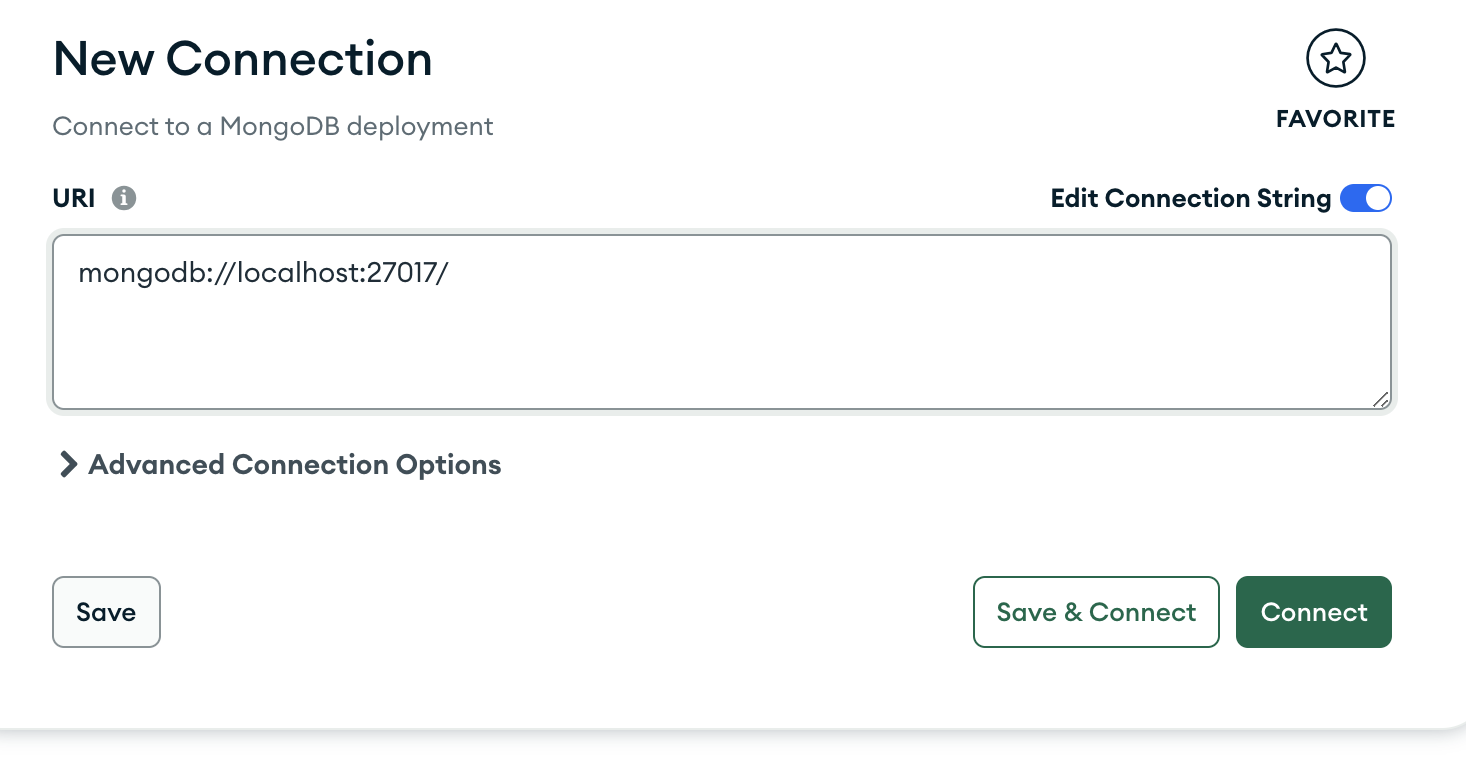 New Connection
FAVORITE
Connect to a MongoDB deployment
URI
Edit Connection String
mongodb://localhost:27017/
Advanced Connection Options
Save
Save & Connect
Connect